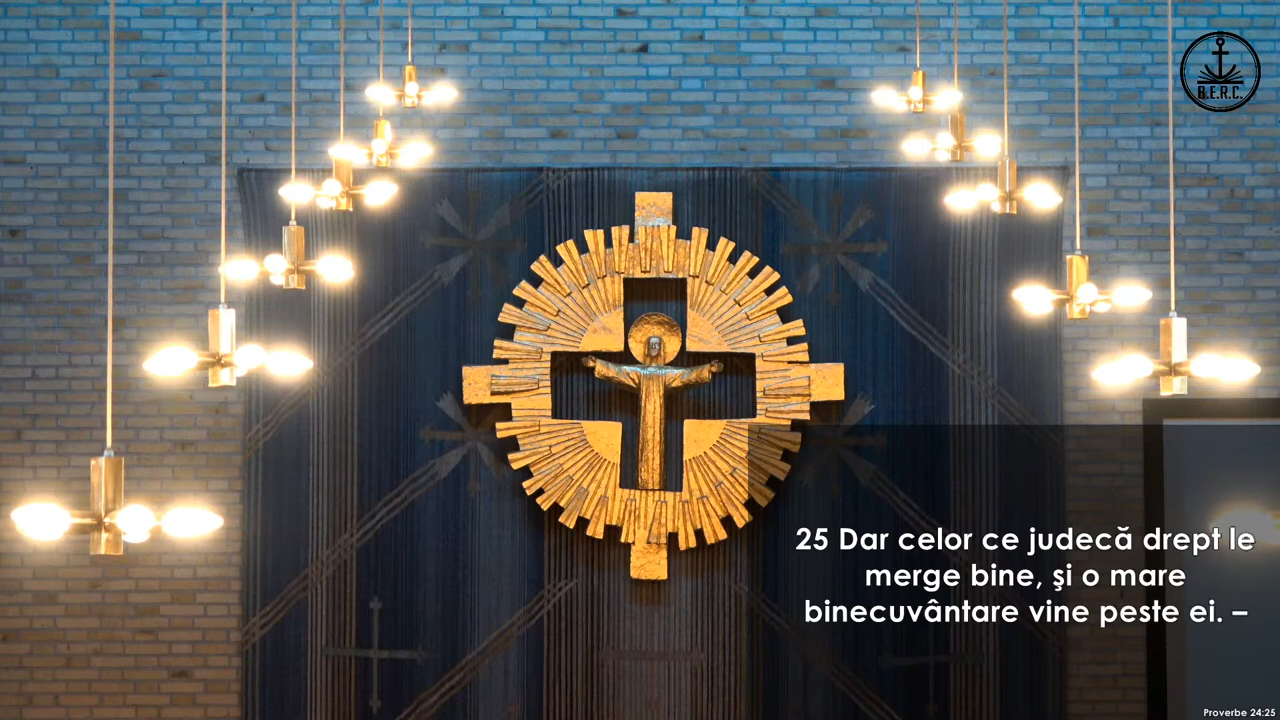 B.E.R.C.
25 Dar celor ce judecă drept le
merge bine, şi o mare
binecuvântare vine peste ei. –
Proverbe 24:25